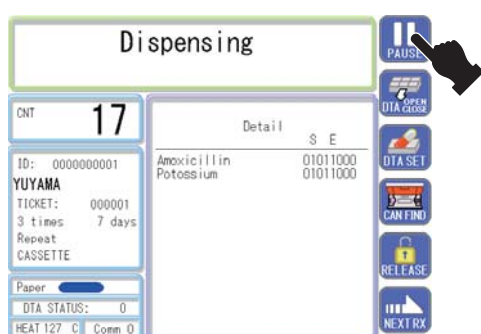 Dispensing
PAUSE
CNT 17
DTA OPEN CLOSE
Detail
S E
Amoxicillin 01011000
Potossium 01011000
DTA SET
ID: 0000000001
YUYAMA
TICKET: 000001
3 times 7 days
Repeat
CASSETTE
CAN FIND
RELEASE
Paper
DTA STATUS: 0
HEAT 127 C Comm 0
NEXT RX